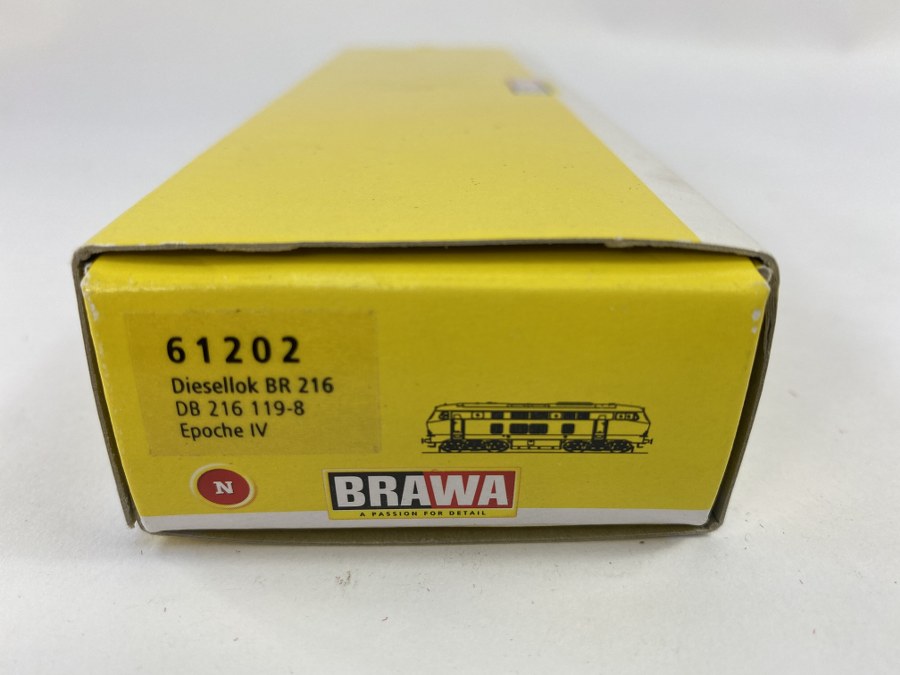 61202
Diesellok BR 216
DB 216 119-8
Epoche IV
N
BRAWA
A PASSION FOR DETAIL